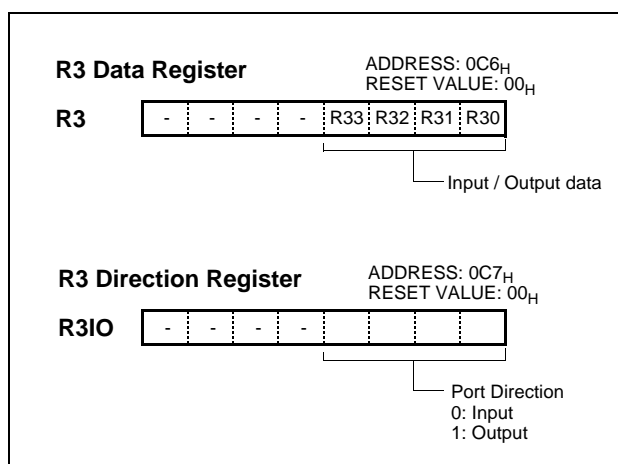 R3 Data Register
ADDRESS: 0C6H
RESET VALUE: 00H
R3 - - - - R33 R32 R31 R30
Input / Output data
R3 Direction Register
ADDRESS: 0C7H
RESET VALUE: 00H
R3IO - - - -
Port Direction
0: Input
1: Output